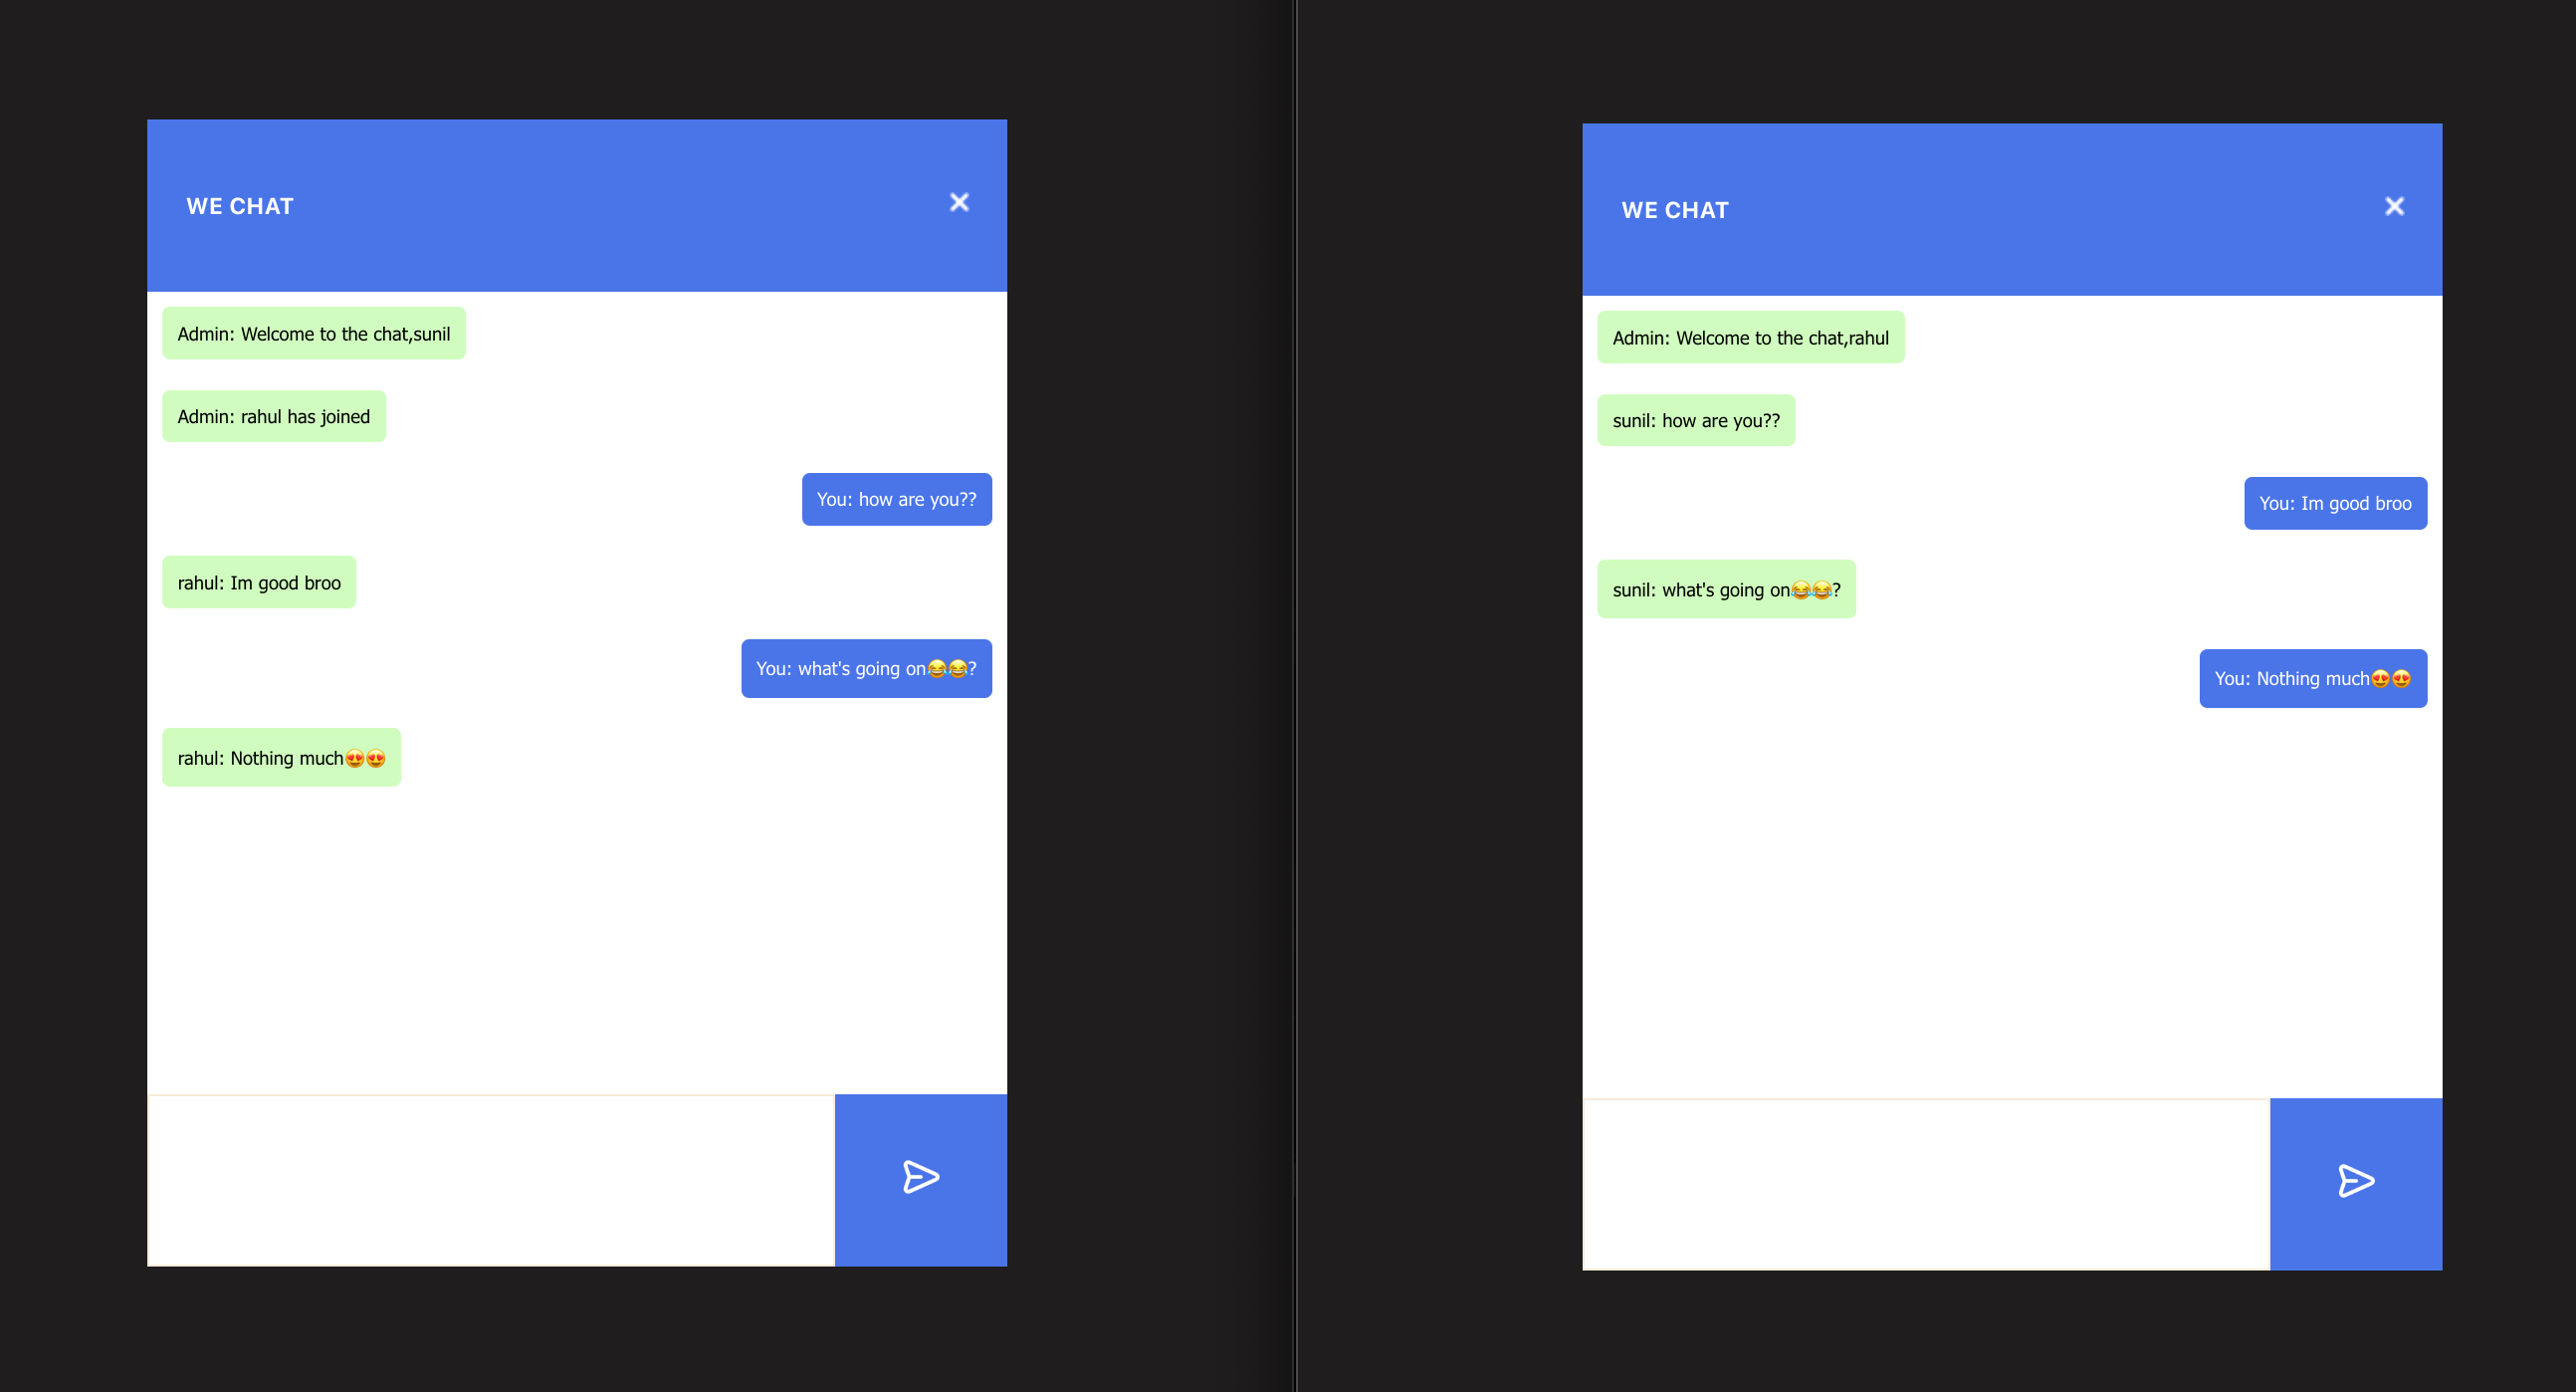 WE CHAT
Admin: Welcome to the chat,sunil
Admin: rahul has joined
You: how are you??
rahul: Im good broo
You: what's going on😂😂?
rahul: Nothing much😍😍
WE CHAT
Admin: Welcome to the chat,rahul
sunil: how are you??
You: Im good broo
sunil: what's going on😂😂?
You: Nothing much😍😍